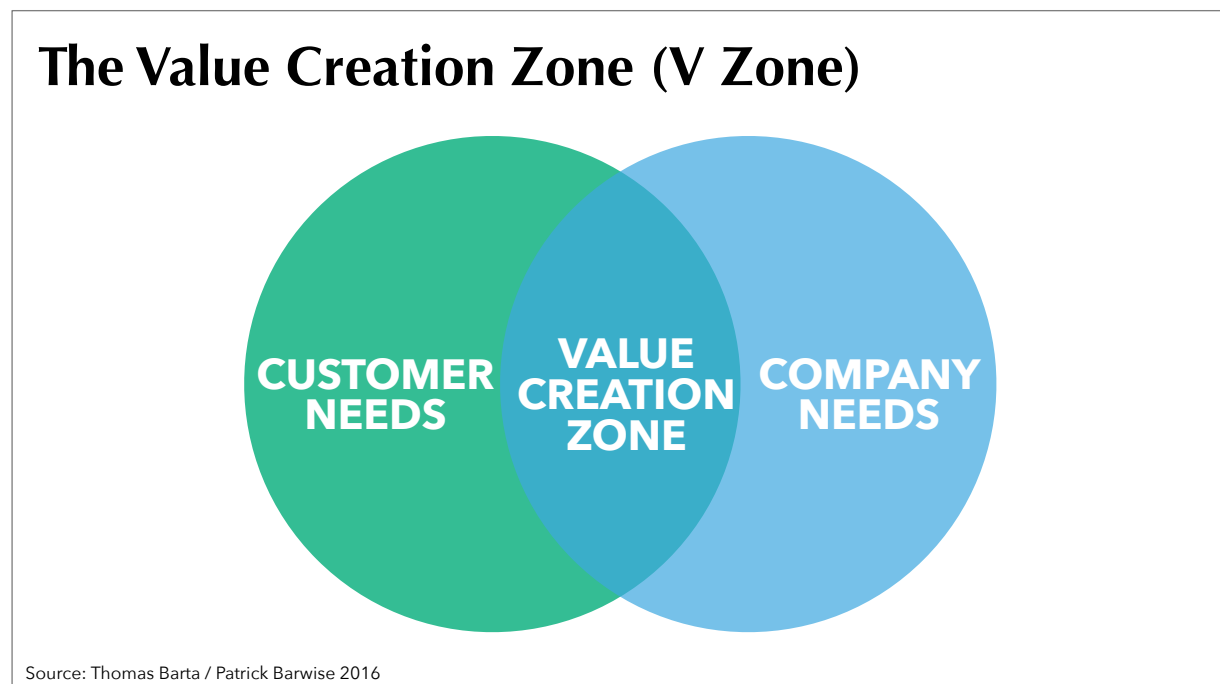 The Value Creation Zone (V Zone)
CUSTOMER
NEEDS
VALUE
CREATION
ZONE
COMPANY
NEEDS
Source: Thomas Barta / Patrick Barwise 2016